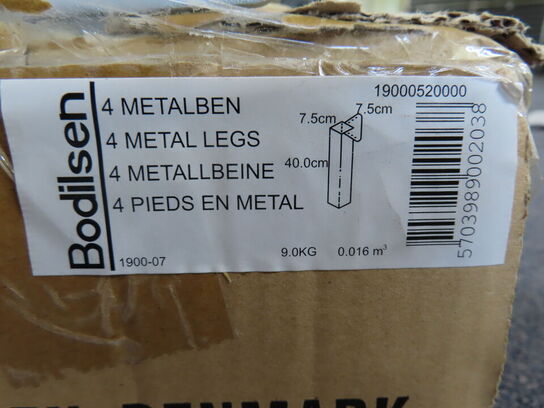 Bodilsen
4 METALBEN
4 METAL LEGS
4 METALLBEINE
4 PIEDS EN METAL
1900-07
7.5cm
7.5cm
40.0cm
9.0KG 0.016 m³
19000520000
5703989002038
DENMARK